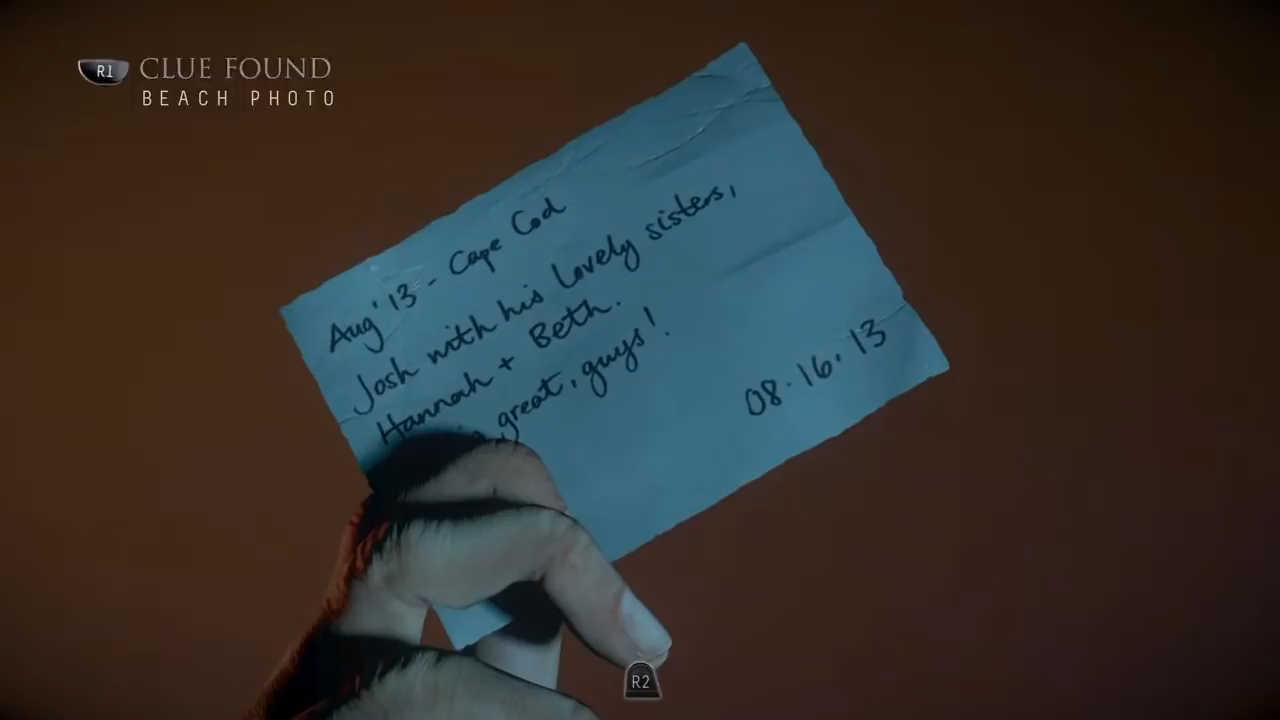 R1 CLUE FOUND
BEACH PHOTO
Aug '13 - Cape Cod
Josh with his lovely sisters,
Hannah + Beth.
great, guys!
08.16.13
R2